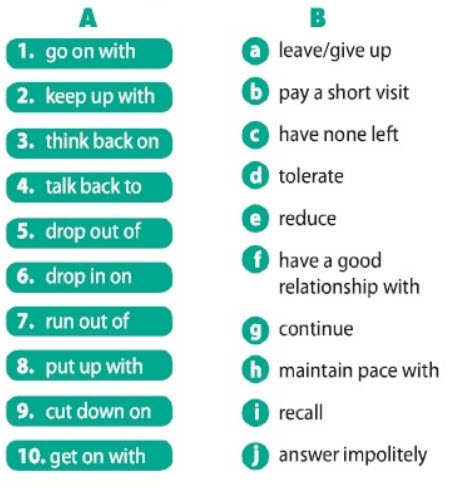 A
1. go on with
2. keep up with
3. think back on
4. talk back to
5. drop out of
6. drop in on
7. run out of
8. put up with
9. cut down on
10. get on with
B
a leave/give up
b pay a short visit
c have none left
d tolerate
e reduce
f have a good
relationship with
g continue
h maintain pace with
i recall
j answer impolitely